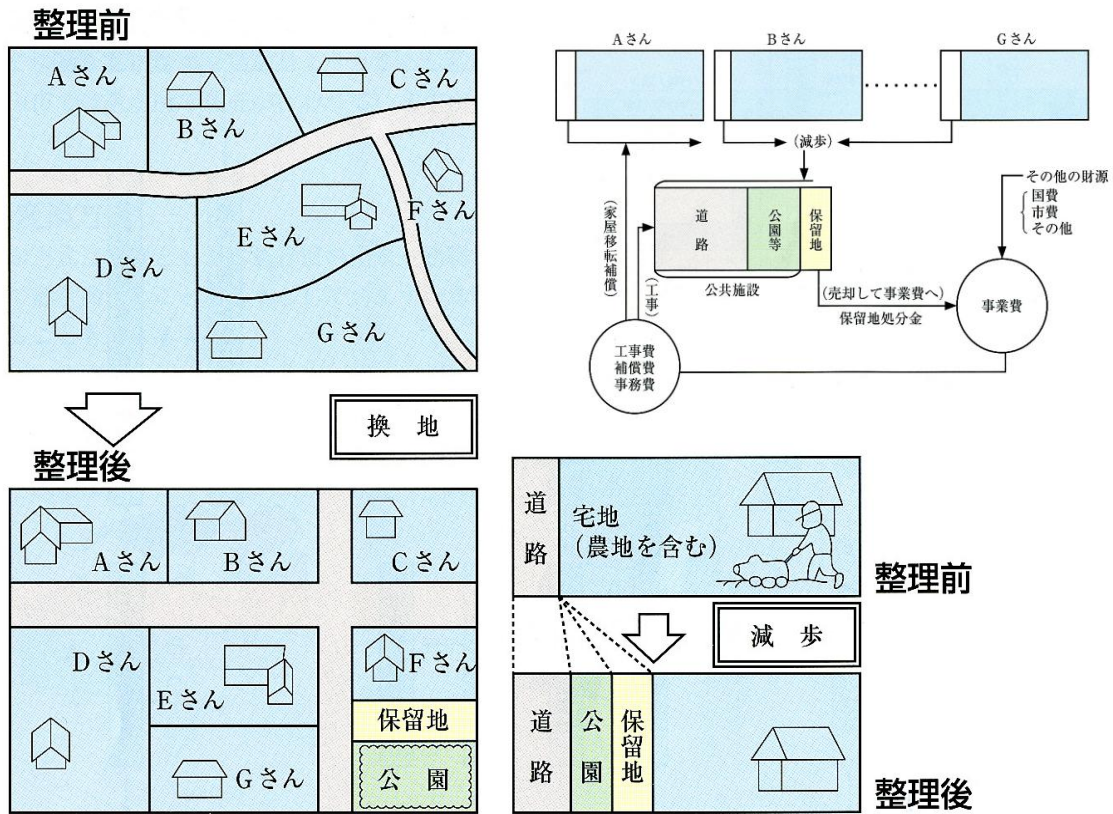 整理前
Aさん
Bさん
Cさん
Dさん
Eさん
Fさん
Gさん
換地
整理後
Aさん
Bさん
Cさん
Dさん
Eさん
Fさん
Gさん
保留地
公園
Aさん
Bさん
Gさん
(減歩)
道路
公園等
保留地
公共施設
(家屋移転補償)
(工事)
(売却して事業費へ)
保留地処分金
その他の財源
国費
市費
その他
事業費
工事費
補償費
事務費
道路
宅地
(農地を含む)
整理前
減歩
道路
公園
保留地
整理後